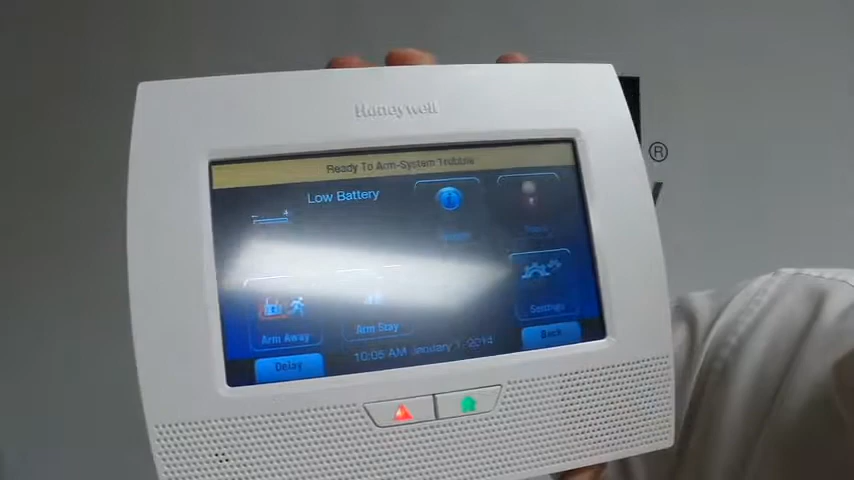 Honeywell
Ready To Arm-System Trouble
Low Battery
Arm Away
Arm Stay
Settings
10:05 AM January 1, 2014
Delay
Back
®